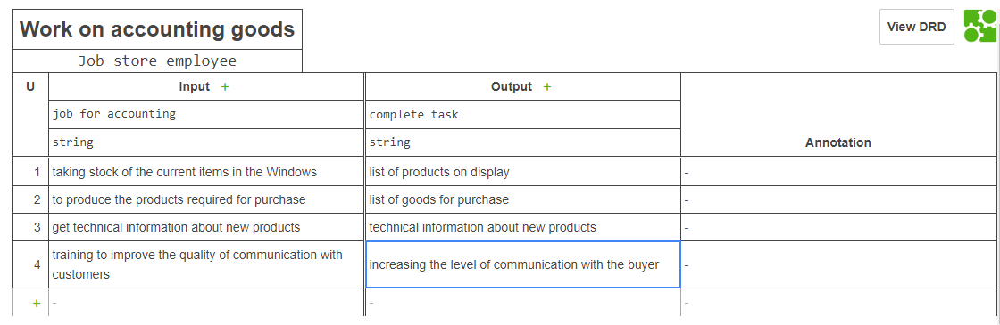 Work on accounting goods
View DRD
Job_store_employee
U Input + Output +
job for accounting complete task
string string Annotation
1 taking stock of the current items in the Windows list of products on display -
2 to produce the products required for purchase list of goods for purchase -
3 get technical information about new products technical information about new products -
4 training to improve the quality of communication with
customers increasing the level of communication with the buyer -
+ - - -